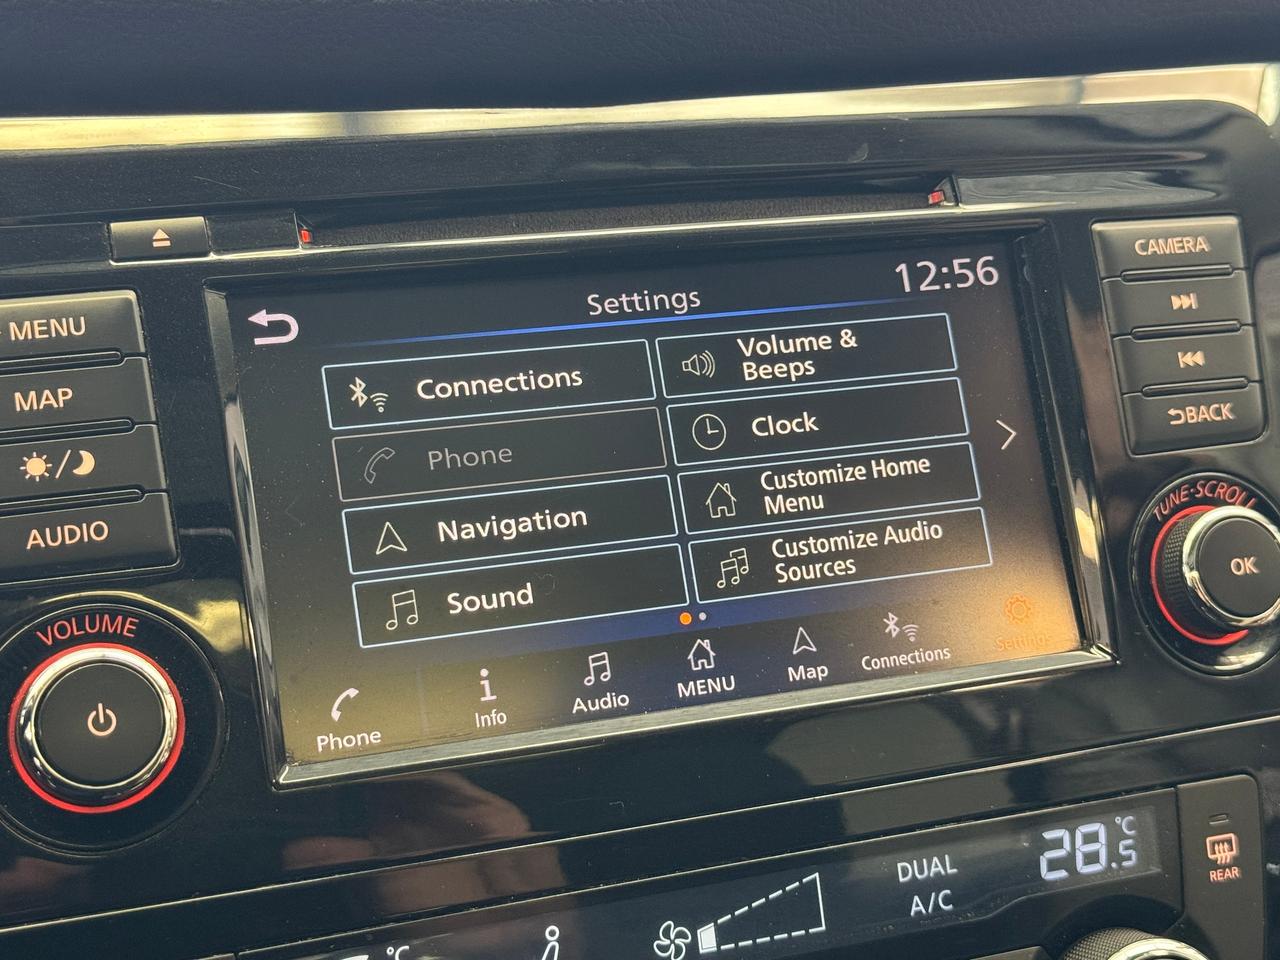 MENU
MAP
AUDIO
VOLUME
Settings
12:56
Connections
Volume &
Beeps
Phone
Clock
Navigation
Customize Home
Menu
Sound
Customize Audio
Sources
Phone
Info
Audio
MENU
Map
Connections
Settings
CAMERA
BACK
TUNE·SCROLL
OK
°C
DUAL
A/C
28.5
°C
REAR